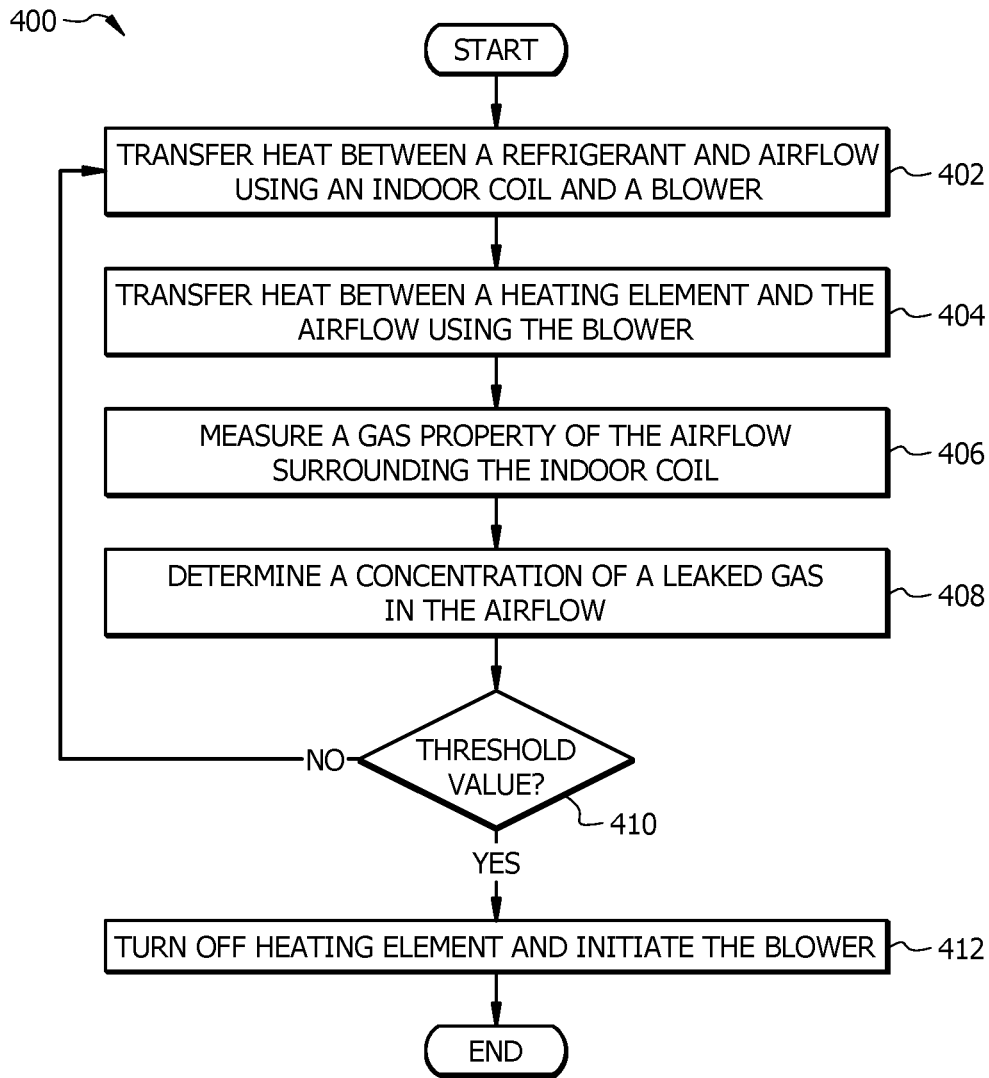 400
START
TRANSFER HEAT BETWEEN A REFRIGERANT AND AIRFLOW
USING AN INDOOR COIL AND A BLOWER
402
TRANSFER HEAT BETWEEN A HEATING ELEMENT AND THE
AIRFLOW USING THE BLOWER
404
MEASURE A GAS PROPERTY OF THE AIRFLOW
SURROUNDING THE INDOOR COIL
406
DETERMINE A CONCENTRATION OF A LEAKED GAS
IN THE AIRFLOW
408
THRESHOLD
VALUE?
NO
410
YES
TURN OFF HEATING ELEMENT AND INITIATE THE BLOWER
412
END